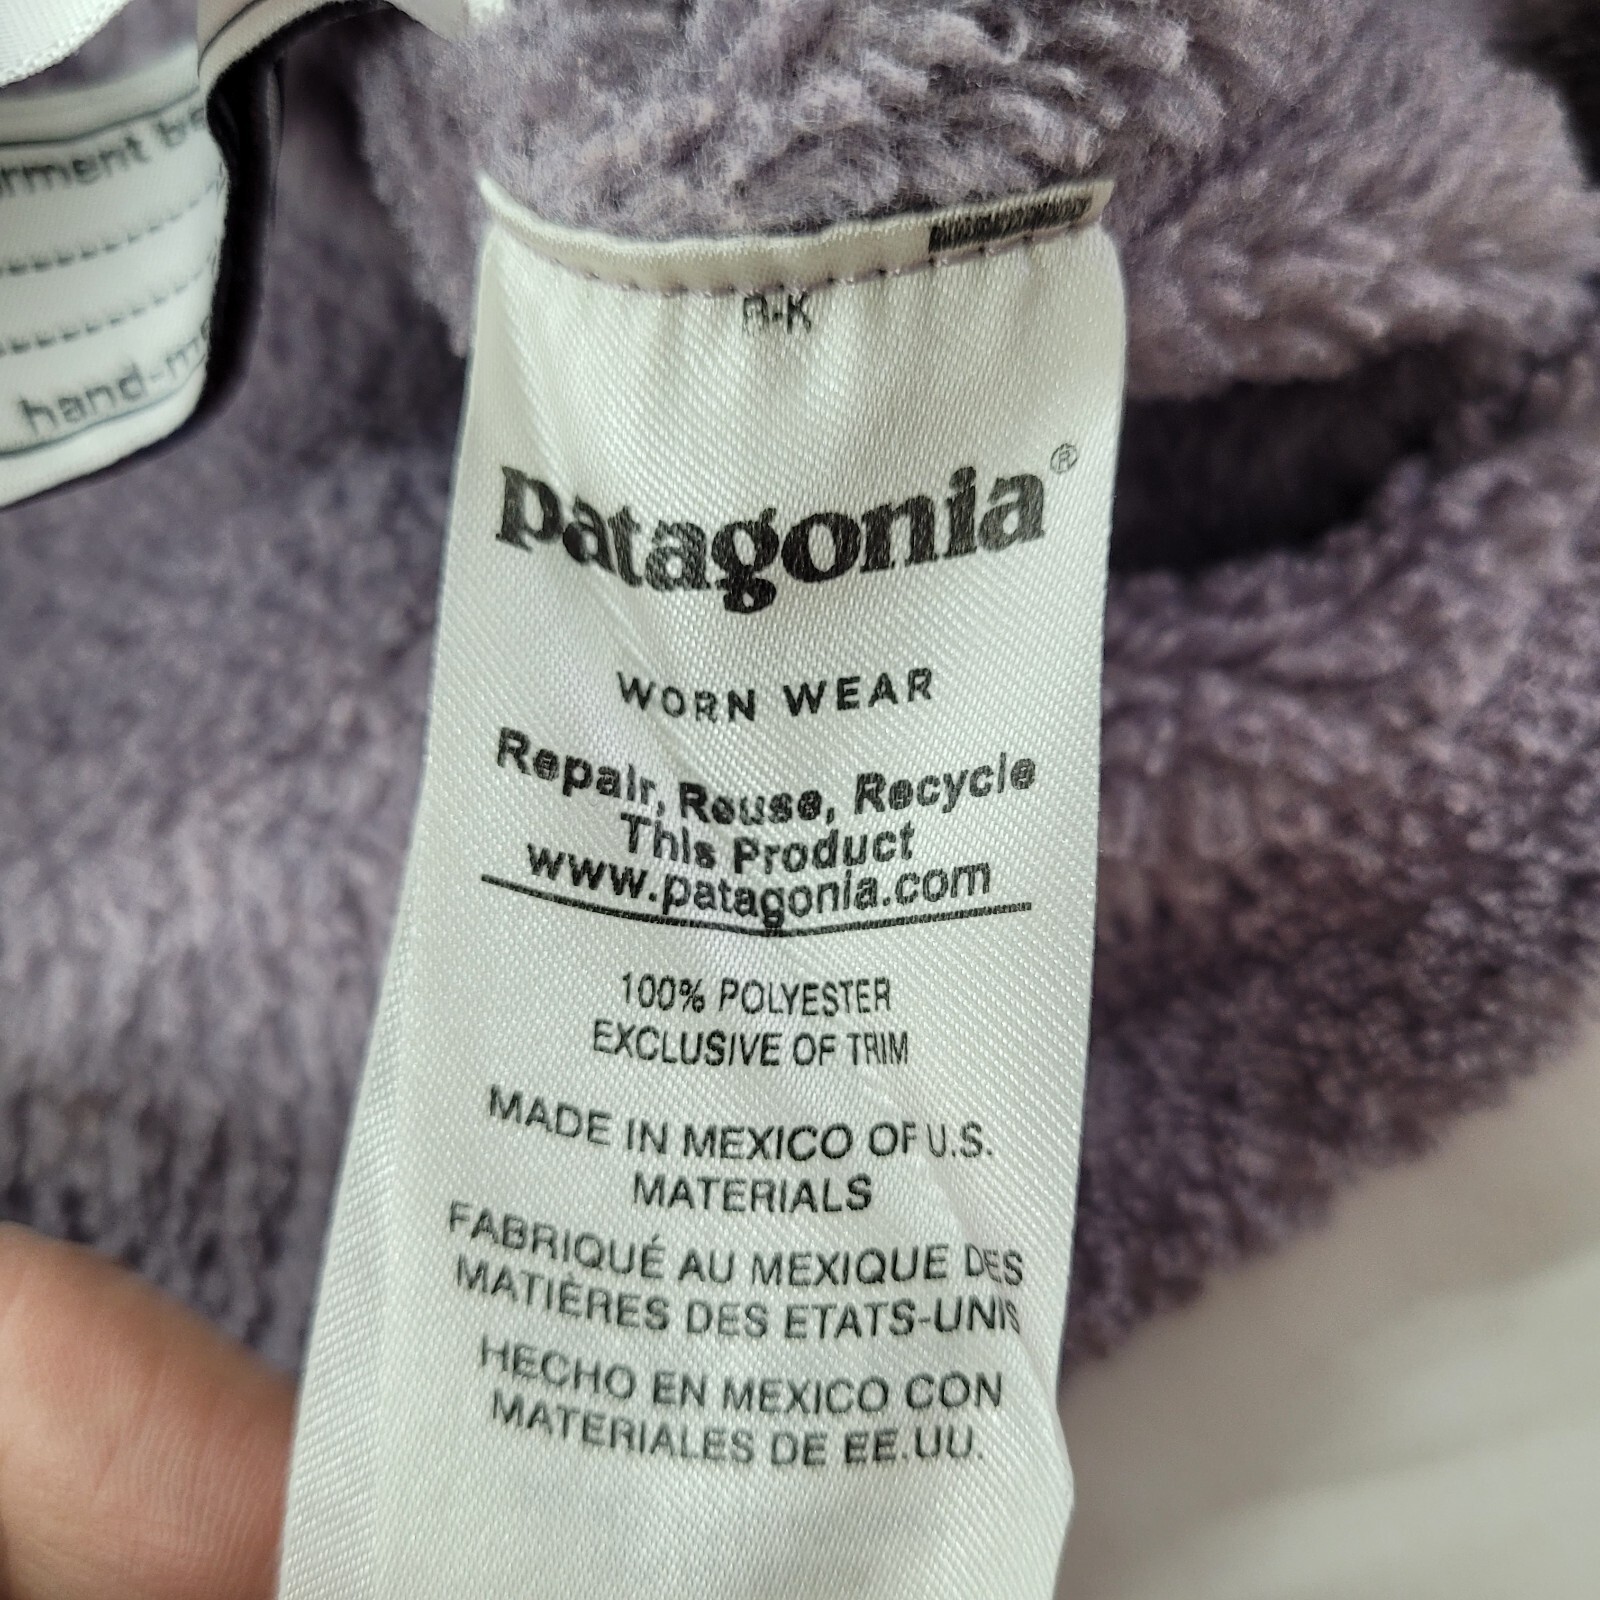 hand-
patagonia®
WORN WEAR
Repair, Reuse, Recycle
This Product
www.patagonia.com
100% POLYESTER
EXCLUSIVE OF TRIM
MADE IN MEXICO OF U.S.
MATERIALS
FABRIQUÉ AU MEXIQUE DES
MATIÈRES DES ETATS-UNIS
HECHO EN MEXICO CON
MATERIALES DE EE.UU.